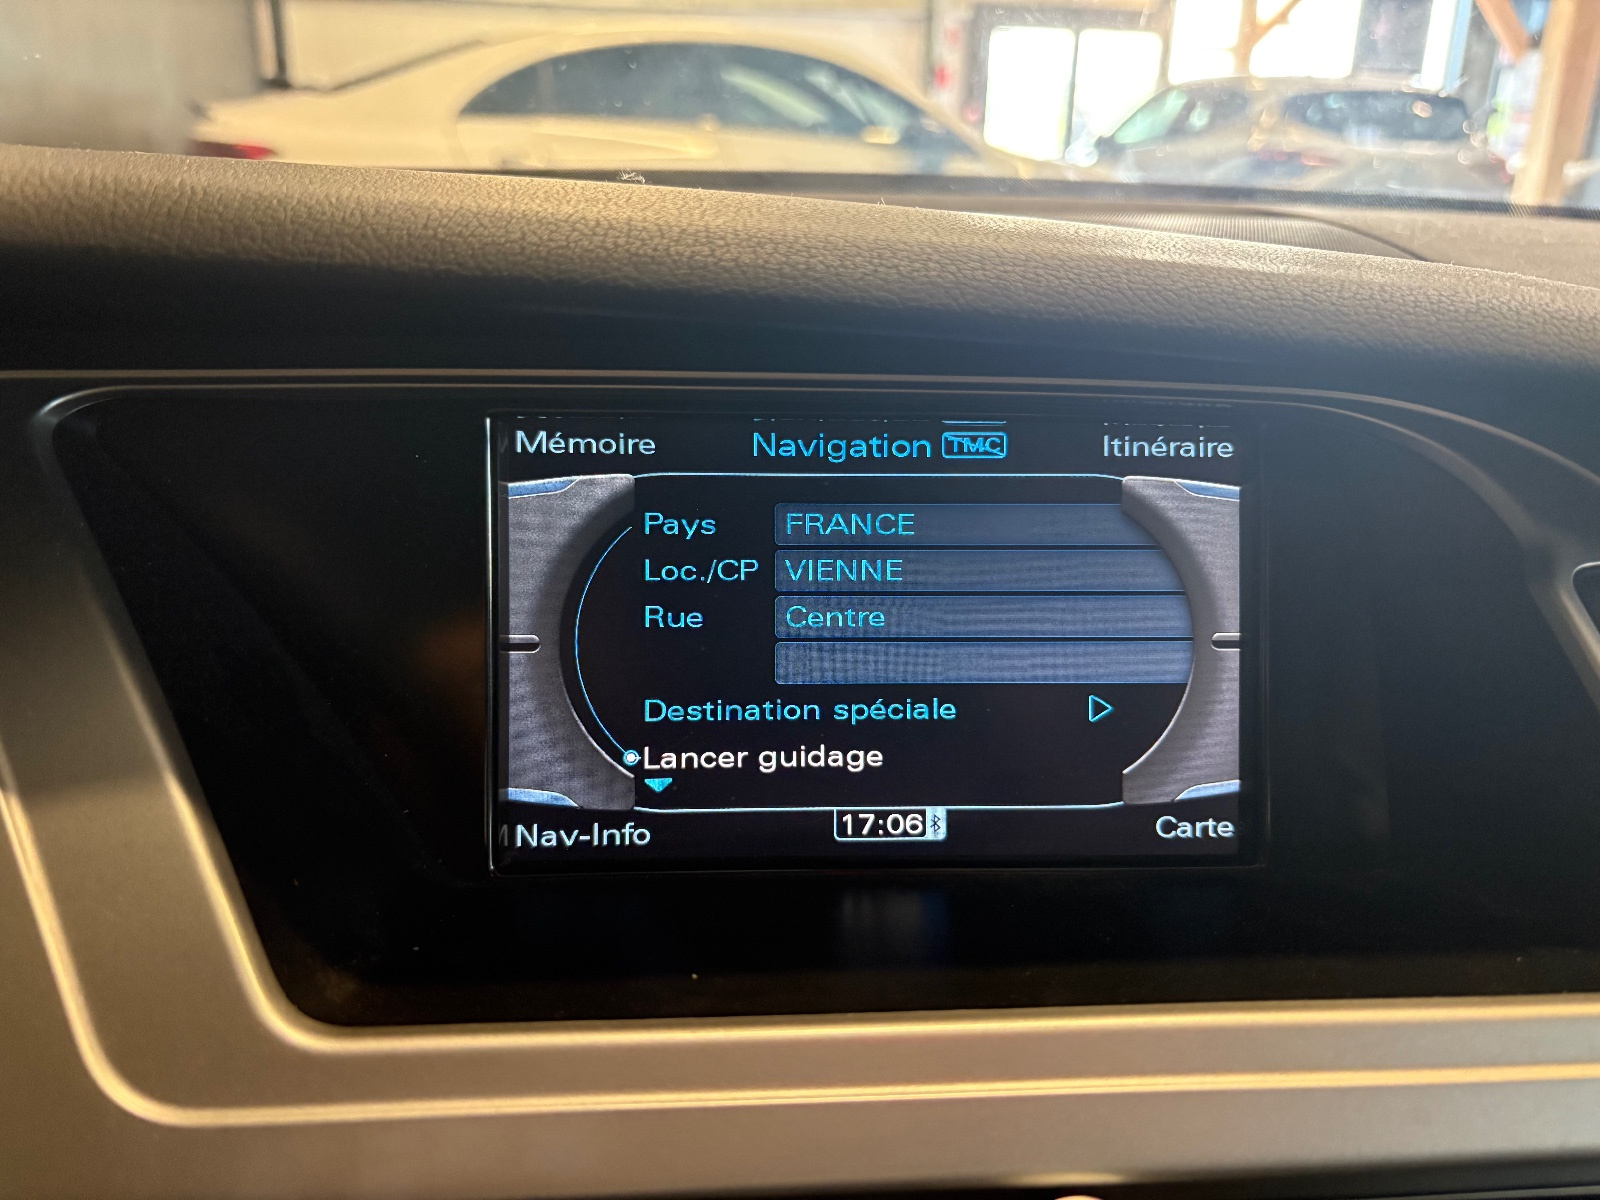 Mémoire Navigation TMC Itinéraire
Pays FRANCE
Loc./CP VIENNE
Rue Centre
Destination spéciale
Lancer guidage
Nav-Info 17:06 Carte